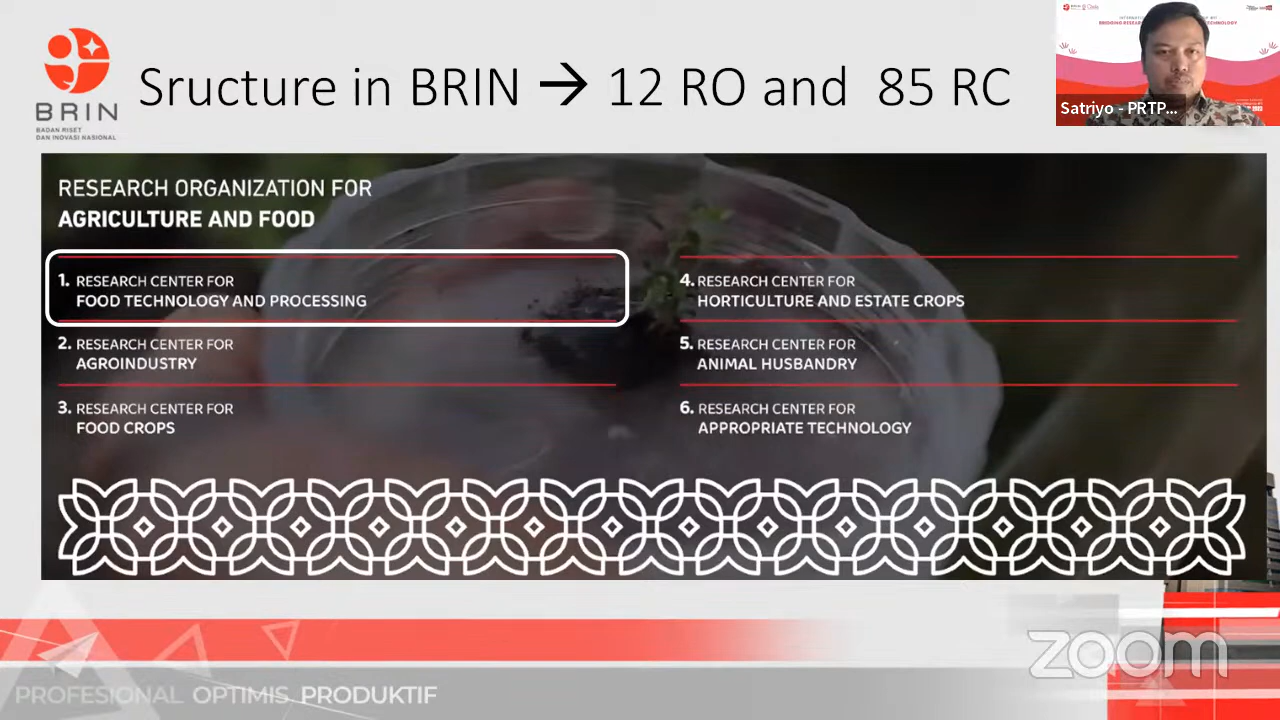 BRIN
BADAN RISET
DAN INOVASI NASIONAL
Sructure in BRIN → 12 RO and 85 RC
Satriyo - PRTP...
RESEARCH ORGANIZATION FOR
AGRICULTURE AND FOOD
1. RESEARCH CENTER FOR
FOOD TECHNOLOGY AND PROCESSING
2. RESEARCH CENTER FOR
AGROINDUSTRY
3. RESEARCH CENTER FOR
FOOD CROPS
4. RESEARCH CENTER FOR
HORTICULTURE AND ESTATE CROPS
5. RESEARCH CENTER FOR
ANIMAL HUSBANDRY
6. RESEARCH CENTER FOR
APPROPRIATE TECHNOLOGY
zoom
PROFESIONAL OPTIMIS PRODUKTIF